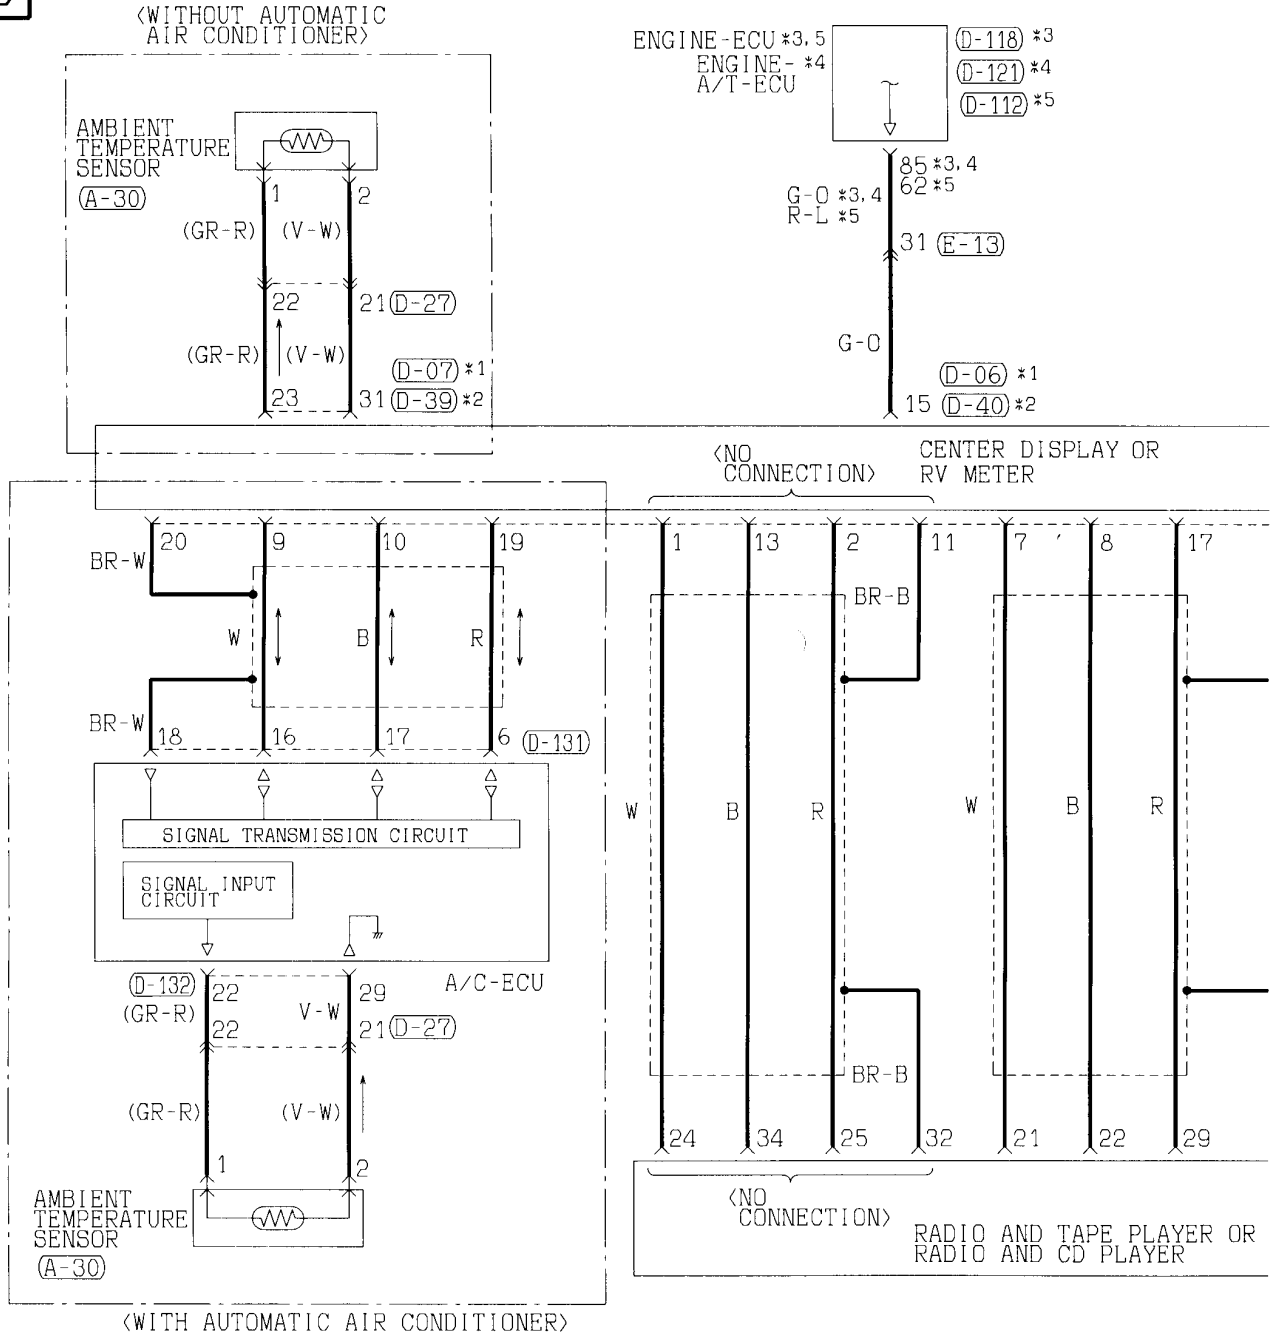 <WITHOUT AUTOMATIC
AIR CONDITIONER>
AMBIENT
TEMPERATURE
SENSOR
A-30
1
2
(GR-R)
(V-W)
22
21 D-27
(GR-R)
(V-W)
D-07 *1
23
31 D-39 *2
ENGINE-ECU *3,5
ENGINE- *4
A/T-ECU
D-118 *3
D-121 *4
D-112 *5
85 *3,4
62 *5
G-O *3,4
R-L *5
31 E-13
G-O
D-06 *1
15 D-40 *2
CENTER DISPLAY OR
RV METER
<NO
CONNECTION>
20
9
10
19
1
13
2
11
7
8
17
BR-W
BR-B
W
B
R
BR-W
18
16
17
6 D-131
W
B
R
W
B
R
SIGNAL TRANSMISSION CIRCUIT
SIGNAL INPUT
CIRCUIT
A/C-ECU
D-132
22
29
(GR-R)
V-W
22
21 D-27
BR-B
(GR-R)
(V-W)
1
2
24
34
25
32
21
22
29
AMBIENT
TEMPERATURE
SENSOR
A-30
<NO
CONNECTION>
RADIO AND TAPE PLAYER OR
RADIO AND CD PLAYER
<WITH AUTOMATIC AIR CONDITIONER>